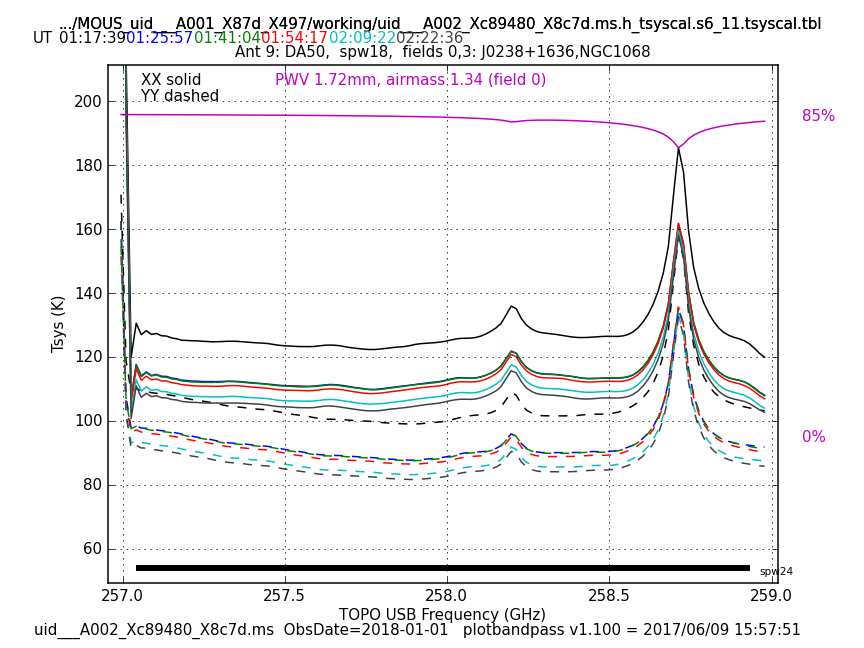 .../MOUS_uid___A001_X87d_X497/working/uid___A002_Xc89480_X8c7d.ms.h_tsyscal.s6_11.tsyscal.tbl
UT 01:17:39 01:25:57 01:41:04 01:54:17 02:09:22 02:22:36
Ant 9: DA50, spw18, fields 0,3: J0238+1636,NGC1068
XX solid
PWV 1.72mm, airmass 1.34 (field 0)
YY dashed
200
180
160
140
120
100
80
60
85%
0%
Tsys (K)
spw24
257.0 257.5 258.0 258.5 259.0
TOPO USB Frequency (GHz)
uid___A002_Xc89480_X8c7d.ms ObsDate=2018-01-01 plotbandpass v1.100 = 2017/06/09 15:57:51